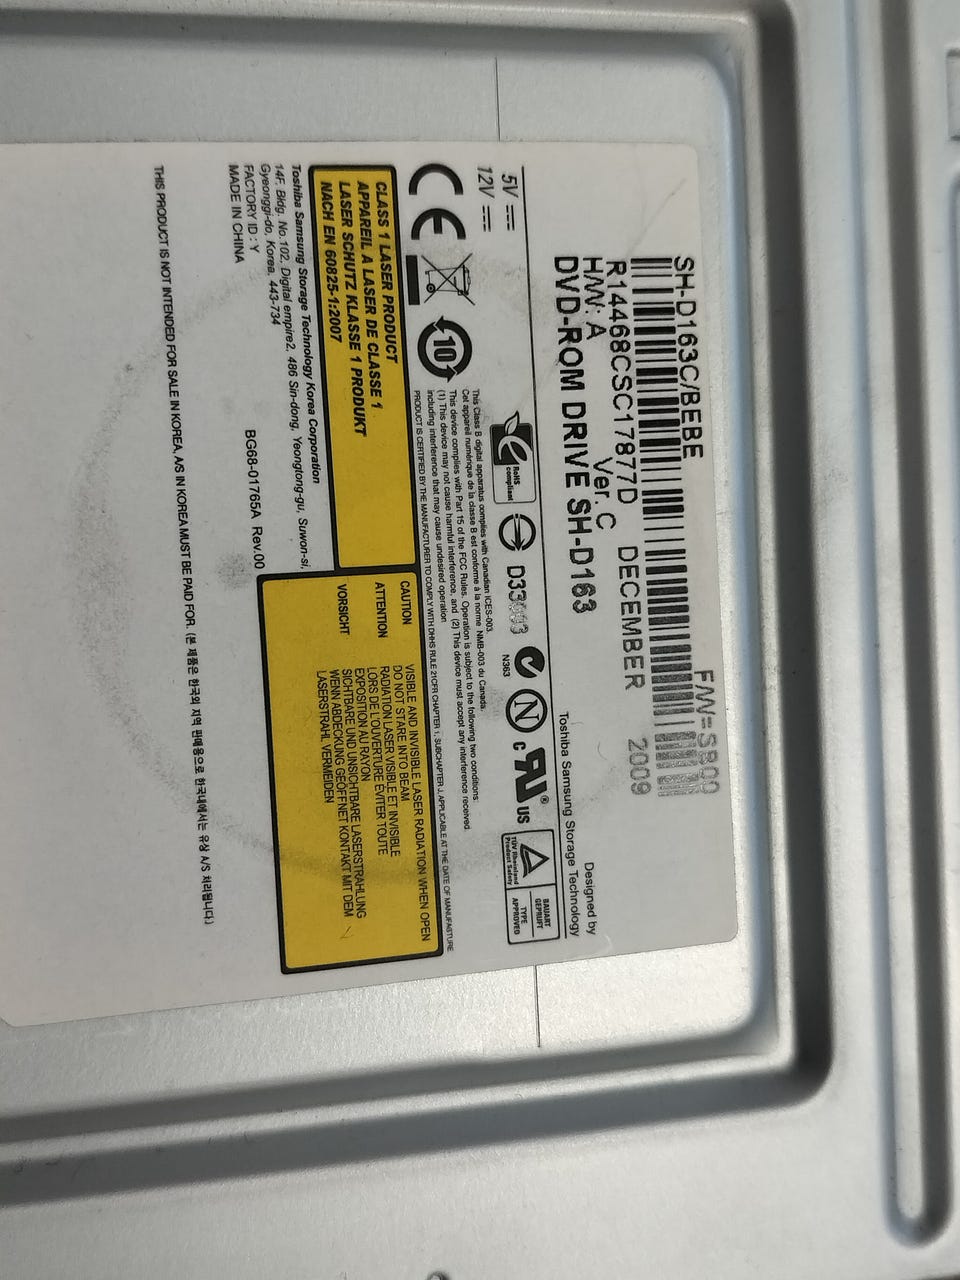 SH-D163C/BEBE
R14468CSC17877D DECEMBER 2009
H/W: A Ver. C
DVD-ROM DRIVE SH-D163
Designed by
Toshiba Samsung Storage Technology
5V
12V
CE
10
RoHS
compliant
N363
N
c US ®
TÜV Rheinland
Product Safety
BAUART
GEPRÜFT
TYPE
APPROVED
This Class B digital apparatus complies with Canadian ICES-003.
Cet appareil numérique de la classe B est conforme à la norme NMB-003 du Canada.
This device complies with Part 15 of the FCC Rules. Operation is subject to the following two conditions:
(1) This device may not cause harmful interference, and (2) This device must accept any interference received,
including interference that may cause undesired operation
PRODUCT IS CERTIFIED BY THE MANUFACTURER TO COMPLY WITH DHHS RULE 21CFR CHAPTER 1, SUBCHAPTER J, APPLICABLE AT THE DATE OF MANUFACTURE
CLASS 1 LASER PRODUCT
APPAREIL A LASER DE CLASSE 1
LASER SCHUTZ KLASSE 1 PRODUKT
NACH EN 60825-1:2007
CAUTION VISIBLE AND INVISIBLE LASER RADIATION WHEN OPEN
DO NOT STARE INTO BEAM
ATTENTION RADIATION LASER VISIBLE ET INVISIBLE
LORS DE L'OUVERTURE EVITER TOUTE
EXPOSITION AU RAYON
VORSICHT SICHTBARE UND UNSICHTBARE LASERSTRAHLUNG
WENN ABDECKUNG GEÖFFNET KONTAKT MIT DEM
LASERSTRAHL VERMEIDEN
Toshiba Samsung Storage Technology Korea Corporation
14F. Bldg. No.102, Digital empire2, 486 Sin-dong, Yeongtong-gu, Suwon-si,
Gyeonggi-do, Korea, 443-734
FACTORY ID : Y
MADE IN CHINA
BG68-01765A Rev.00
THIS PRODUCT IS NOT INTENDED FOR SALE IN KOREA, A/S IN KOREA MUST BE PAID FOR. (본 제품은 한국외 지역 판매용으로 한국내에서는 유상 A/S 처리됩니다)